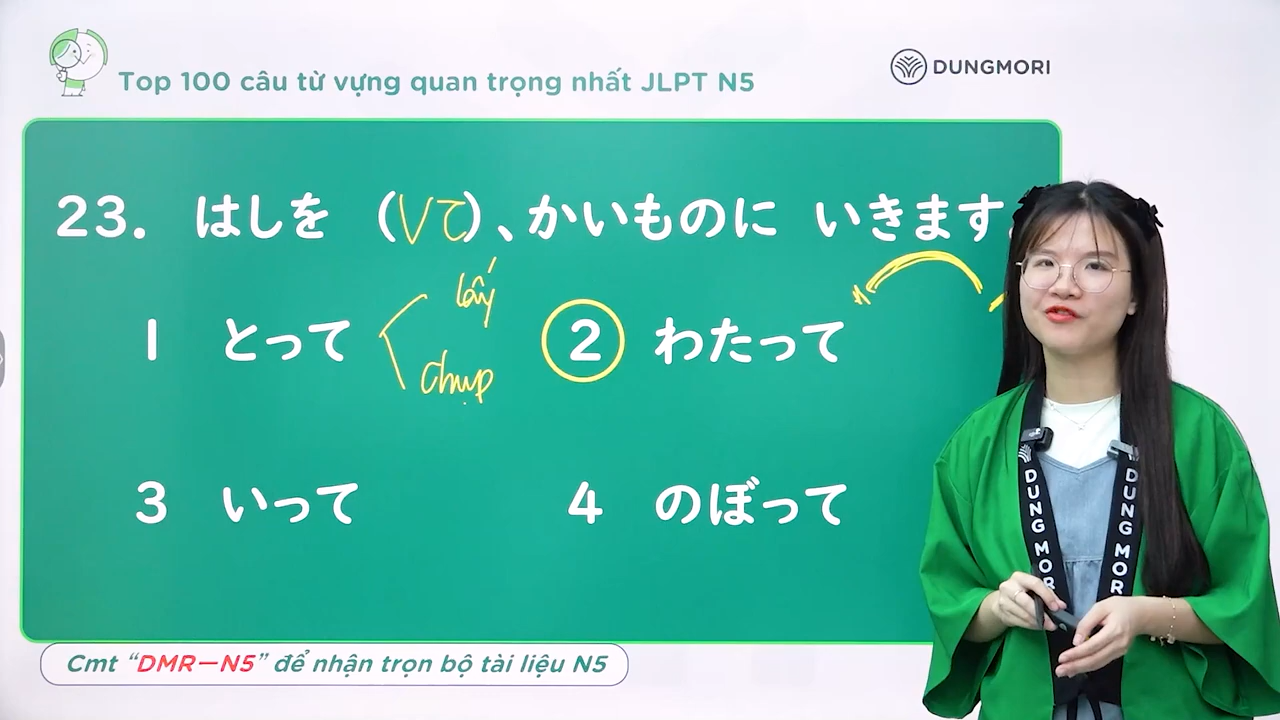 Top 100 câu từ vựng quan trọng nhất JLPT N5
DUNGMORI
23. はしを (Vて)、かいものに いきます
lấy
1 とって
2 わたって
chụp
3 いって
4 のぼって
DUNG MOR
DUNG MOR
Cmt “DMR—N5” để nhận trọn bộ tài liệu N5